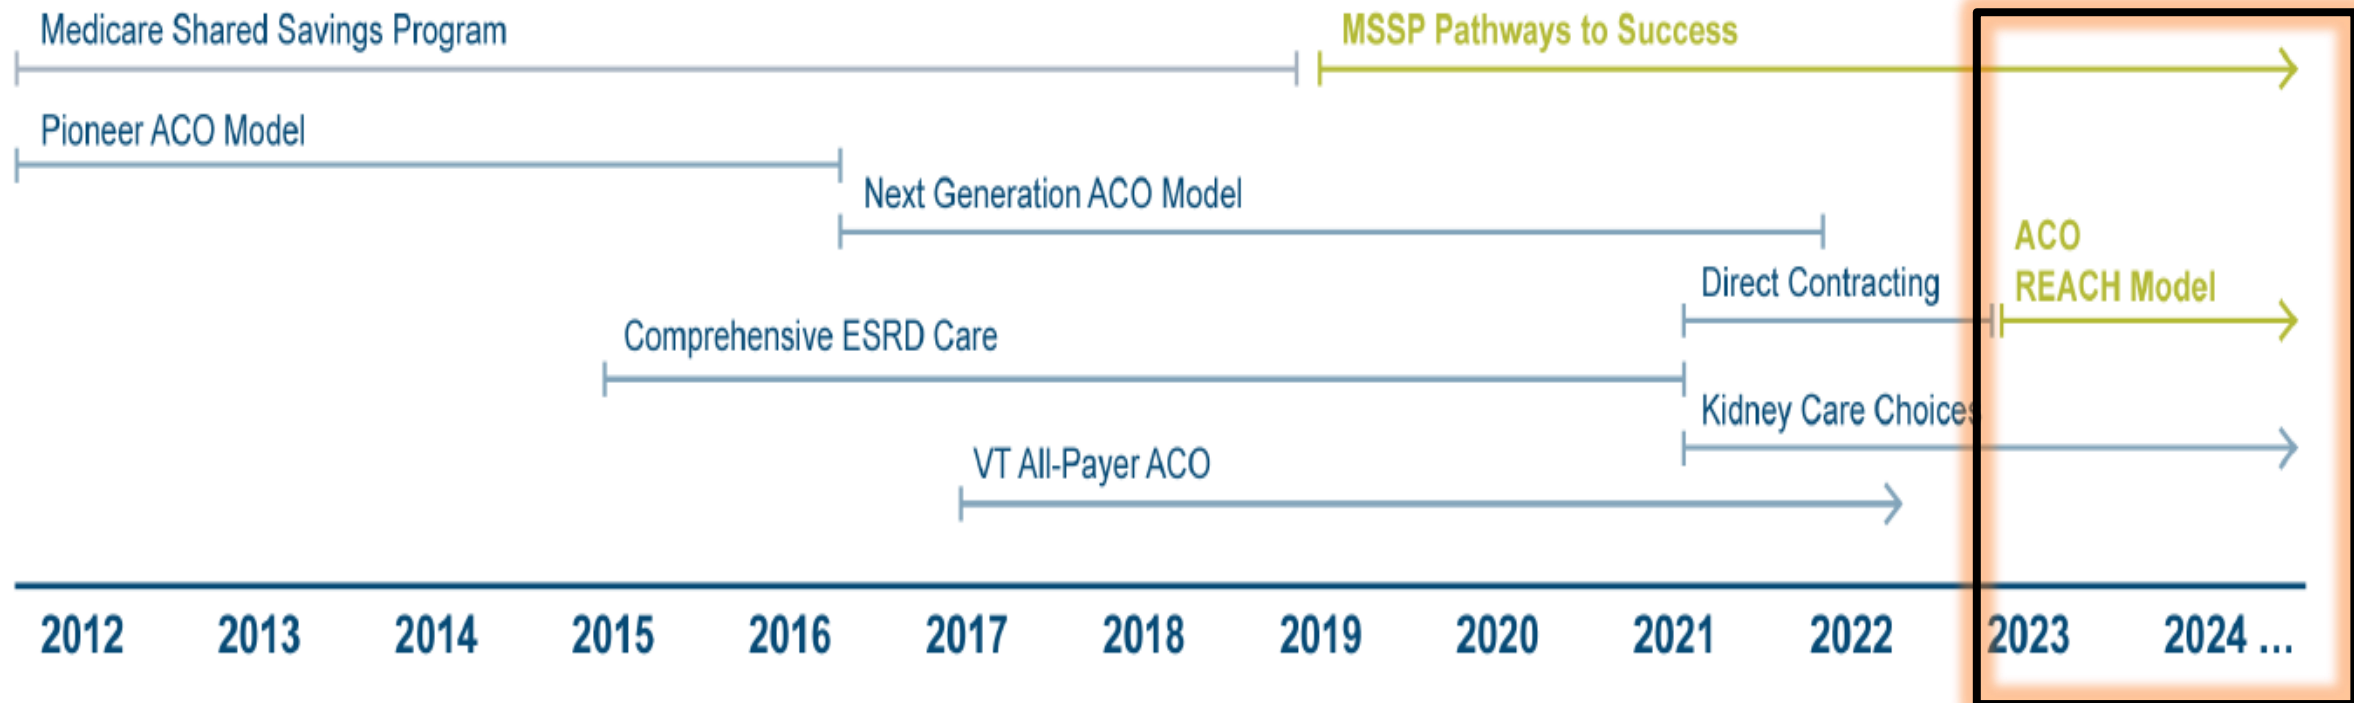 Medicare Shared Savings Program
MSSP Pathways to Success
Pioneer ACO Model
Next Generation ACO Model
ACO
REACH Model
Direct Contracting
Comprehensive ESRD Care
Kidney Care Choices
VT All-Payer ACO
2012 2013 2014 2015 2016 2017 2018 2019 2020 2021 2022 2023 2024 ...